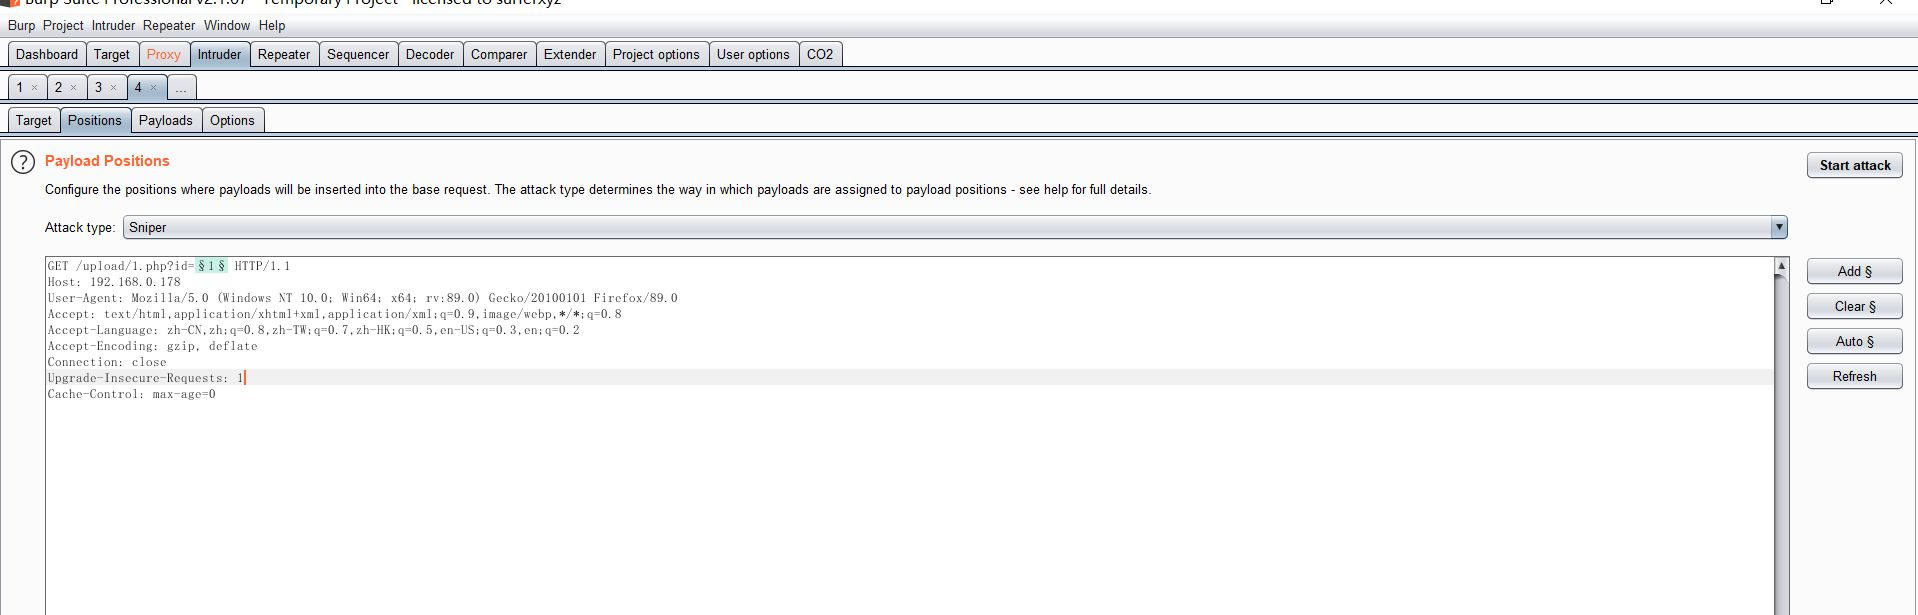 Burp Suite Professional v2.1.07 - Temporary Project - licensed to surferxyz
Burp Project Intruder Repeater Window Help
Dashboard Target Proxy Intruder Repeater Sequencer Decoder Comparer Extender Project options User options CO2
1 × 2 × 3 × 4 × ...
Target Positions Payloads Options
? Payload Positions
Start attack
Configure the positions where payloads will be inserted into the base request. The attack type determines the way in which payloads are assigned to payload positions - see help for full details.
Attack type: Sniper
GET /upload/1.php?id=§1§ HTTP/1.1
Host: 192.168.0.178
User-Agent: Mozilla/5.0 (Windows NT 10.0; Win64; x64; rv:89.0) Gecko/20100101 Firefox/89.0
Accept: text/html,application/xhtml+xml,application/xml;q=0.9,image/webp,*/*;q=0.8
Accept-Language: zh-CN,zh;q=0.8,zh-TW;q=0.7,zh-HK;q=0.5,en-US;q=0.3,en;q=0.2
Accept-Encoding: gzip, deflate
Connection: close
Upgrade-Insecure-Requests: 1
Cache-Control: max-age=0
Add §
Clear §
Auto §
Refresh